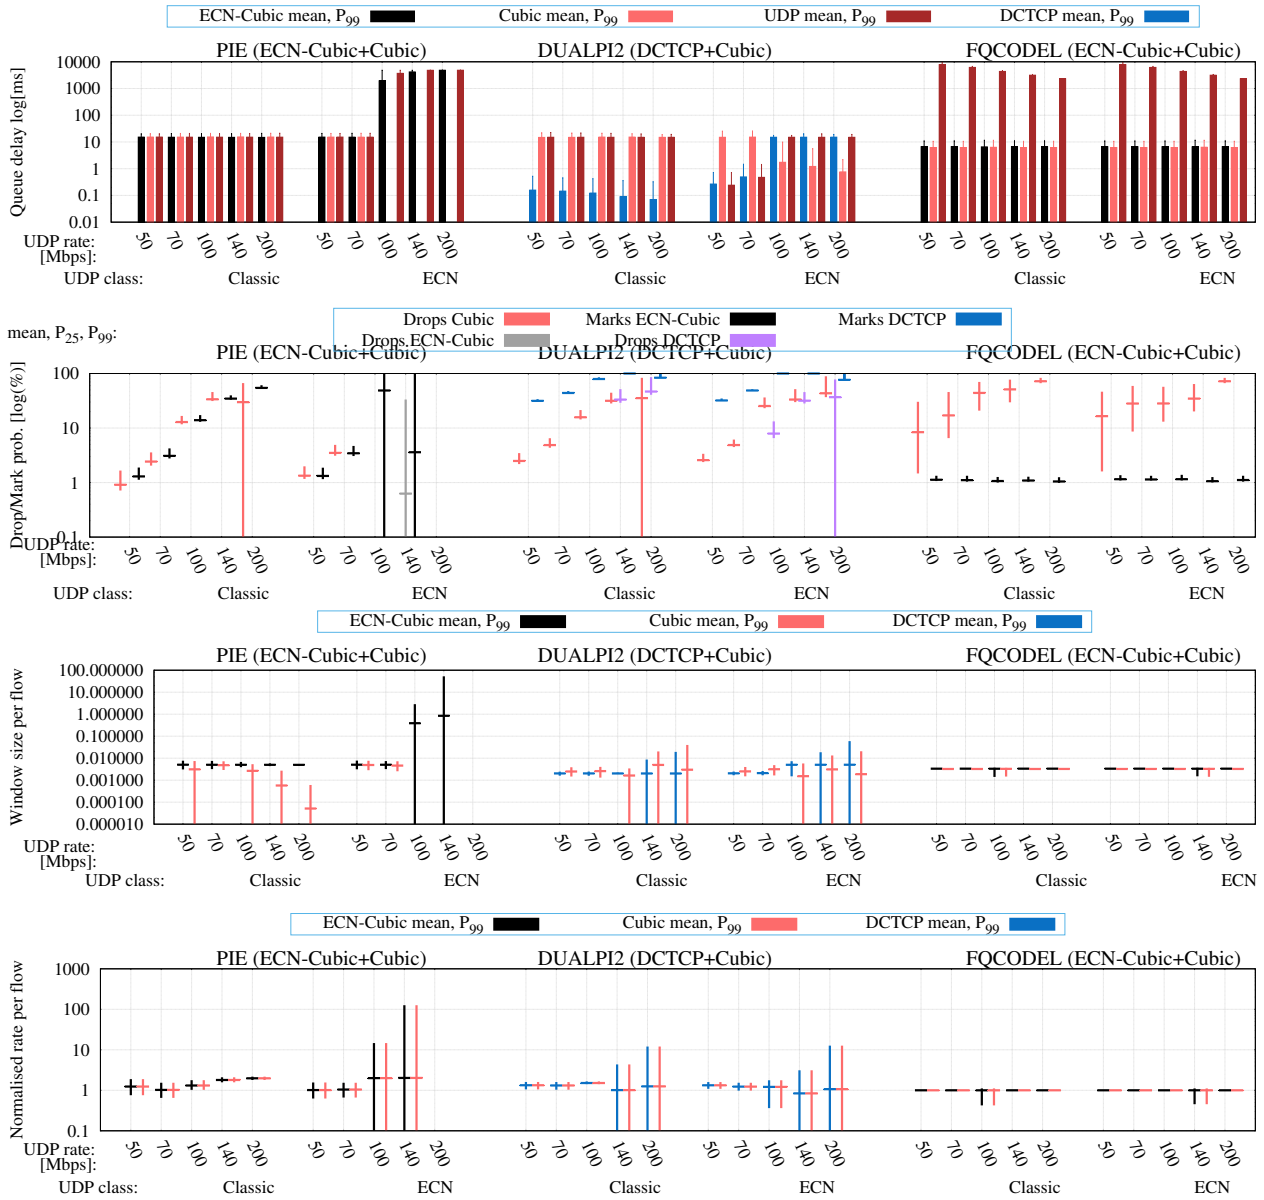 ECN-Cubic mean, P99 Cubic mean, P99 UDP mean, P99 DCTCP mean, P99
PIE (ECN-Cubic+Cubic) DUALPI2 (DCTCP+Cubic) FQCODEL (ECN-Cubic+Cubic)
Queue delay log[ms]
10000
1000
100
10
1
0.1
0.01
UDP rate:
[Mbps]:
50 70 100 140 200 50 70 100 140 200 50 70 100 140 200 50 70 100 140 200 50 70 100 140 200 50 70 100 140 200
UDP class: Classic ECN Classic ECN Classic ECN
mean, P25, P99:
Drops Cubic Marks ECN-Cubic Marks DCTCP
Drops ECN-Cubic Drops DCTCP
PIE (ECN-Cubic+Cubic) DUALPI2 (DCTCP+Cubic) FQCODEL (ECN-Cubic+Cubic)
Drop/Mark prob. [log(%)]
100
10
1
0.1
UDP rate:
[Mbps]:
50 70 100 140 200 50 70 100 140 200 50 70 100 140 200 50 70 100 140 200 50 70 100 140 200 50 70 100 140 200
UDP class: Classic ECN Classic ECN Classic ECN
ECN-Cubic mean, P99 Cubic mean, P99 DCTCP mean, P99
PIE (ECN-Cubic+Cubic) DUALPI2 (DCTCP+Cubic) FQCODEL (ECN-Cubic+Cubic)
Window size per flow
100.000000
10.000000
1.000000
0.100000
0.010000
0.001000
0.000100
0.000010
UDP rate:
[Mbps]:
50 70 100 140 200 50 70 100 140 200 50 70 100 140 200 50 70 100 140 200 50 70 100 140 200 50 70 100 140 200
UDP class: Classic ECN Classic ECN Classic ECN
ECN-Cubic mean, P99 Cubic mean, P99 DCTCP mean, P99
PIE (ECN-Cubic+Cubic) DUALPI2 (DCTCP+Cubic) FQCODEL (ECN-Cubic+Cubic)
Normalised rate per flow
1000
100
10
1
0.1
UDP rate:
[Mbps]:
50 70 100 140 200 50 70 100 140 200 50 70 100 140 200 50 70 100 140 200 50 70 100 140 200 50 70 100 140 200
UDP class: Classic ECN Classic ECN Classic ECN